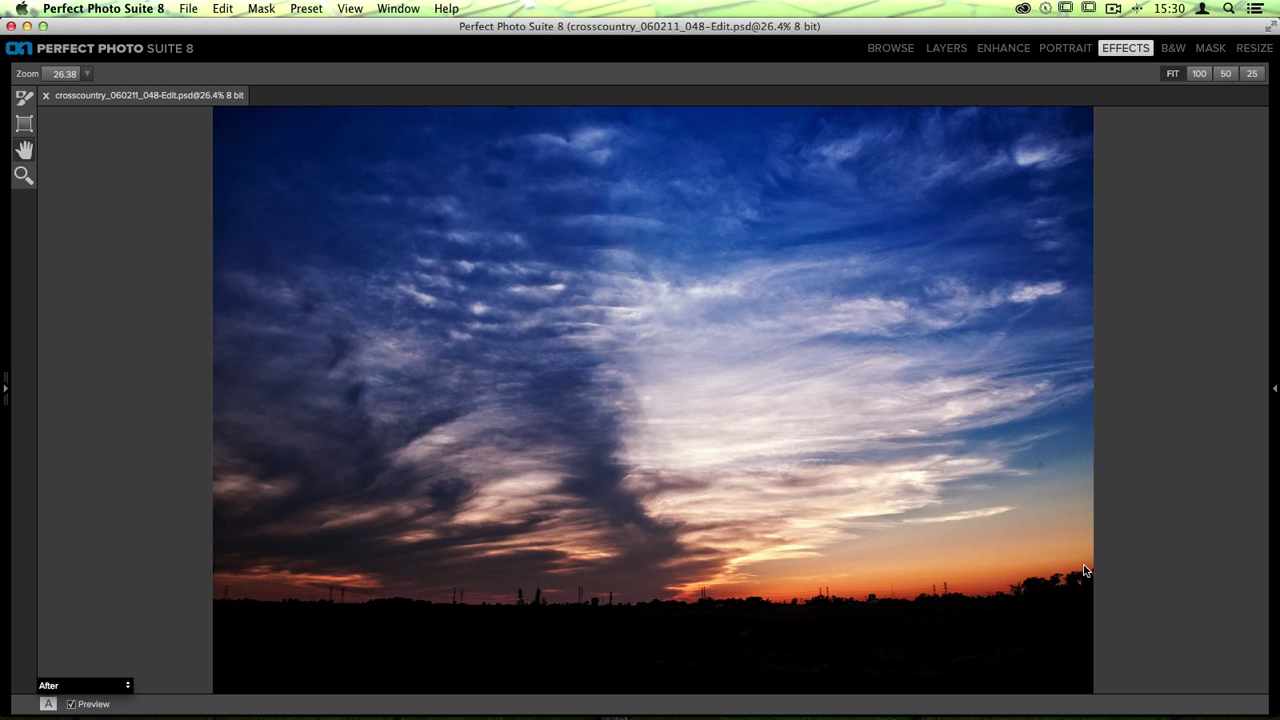 Perfect Photo Suite 8 File Edit Mask Preset View Window Help 15:30
Perfect Photo Suite 8 (crosscountry_060211_048-Edit.psd@26.4% 8 bit)
on PERFECT PHOTO SUITE 8 BROWSE LAYERS ENHANCE PORTRAIT EFFECTS B&W MASK RESIZE
Zoom 26.38 FIT 100 50 25
x crosscountry_060211_048-Edit.psd@26.4% 8 bit
After
A Preview